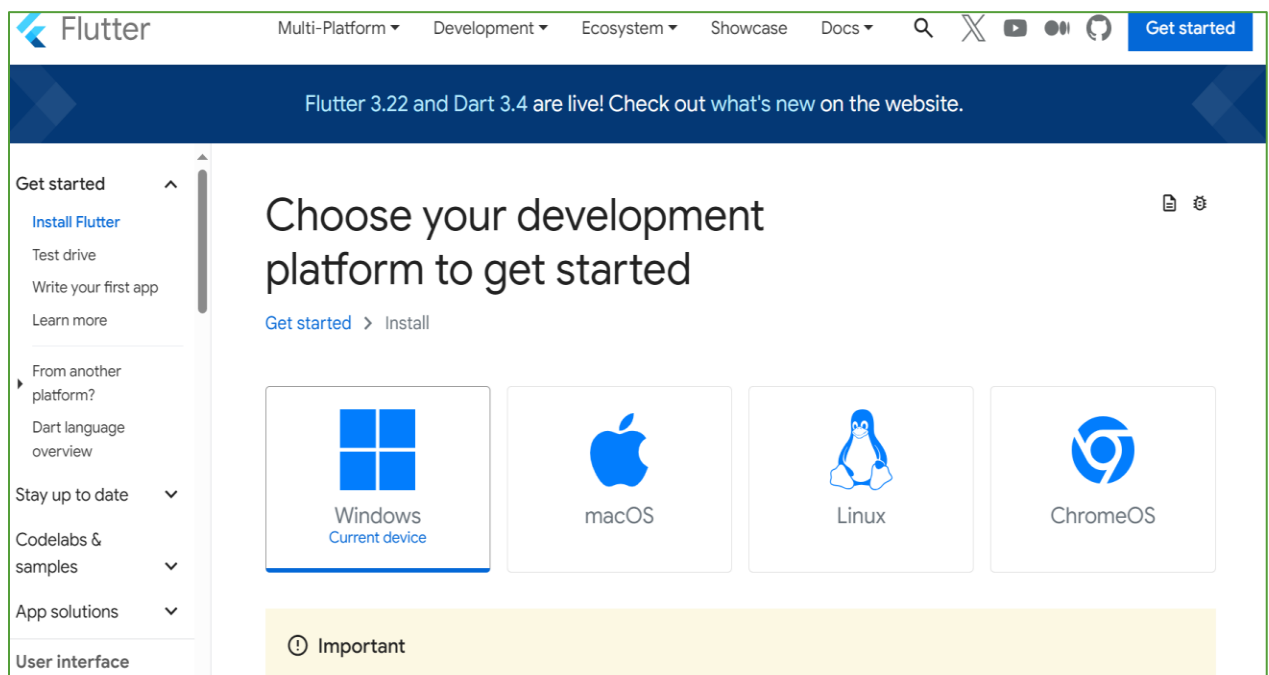 Flutter
Multi-Platform
Development
Ecosystem
Showcase
Docs
Get started
Flutter 3.22 and Dart 3.4 are live! Check out what's new on the website.
Get started
Install Flutter
Test drive
Write your first app
Learn more
From another
platform?
Dart language
overview
Stay up to date
Codelabs &
samples
App solutions
User interface
Choose your development
platform to get started
Get started > Install
Windows
Current device
macOS
Linux
ChromeOS
Important